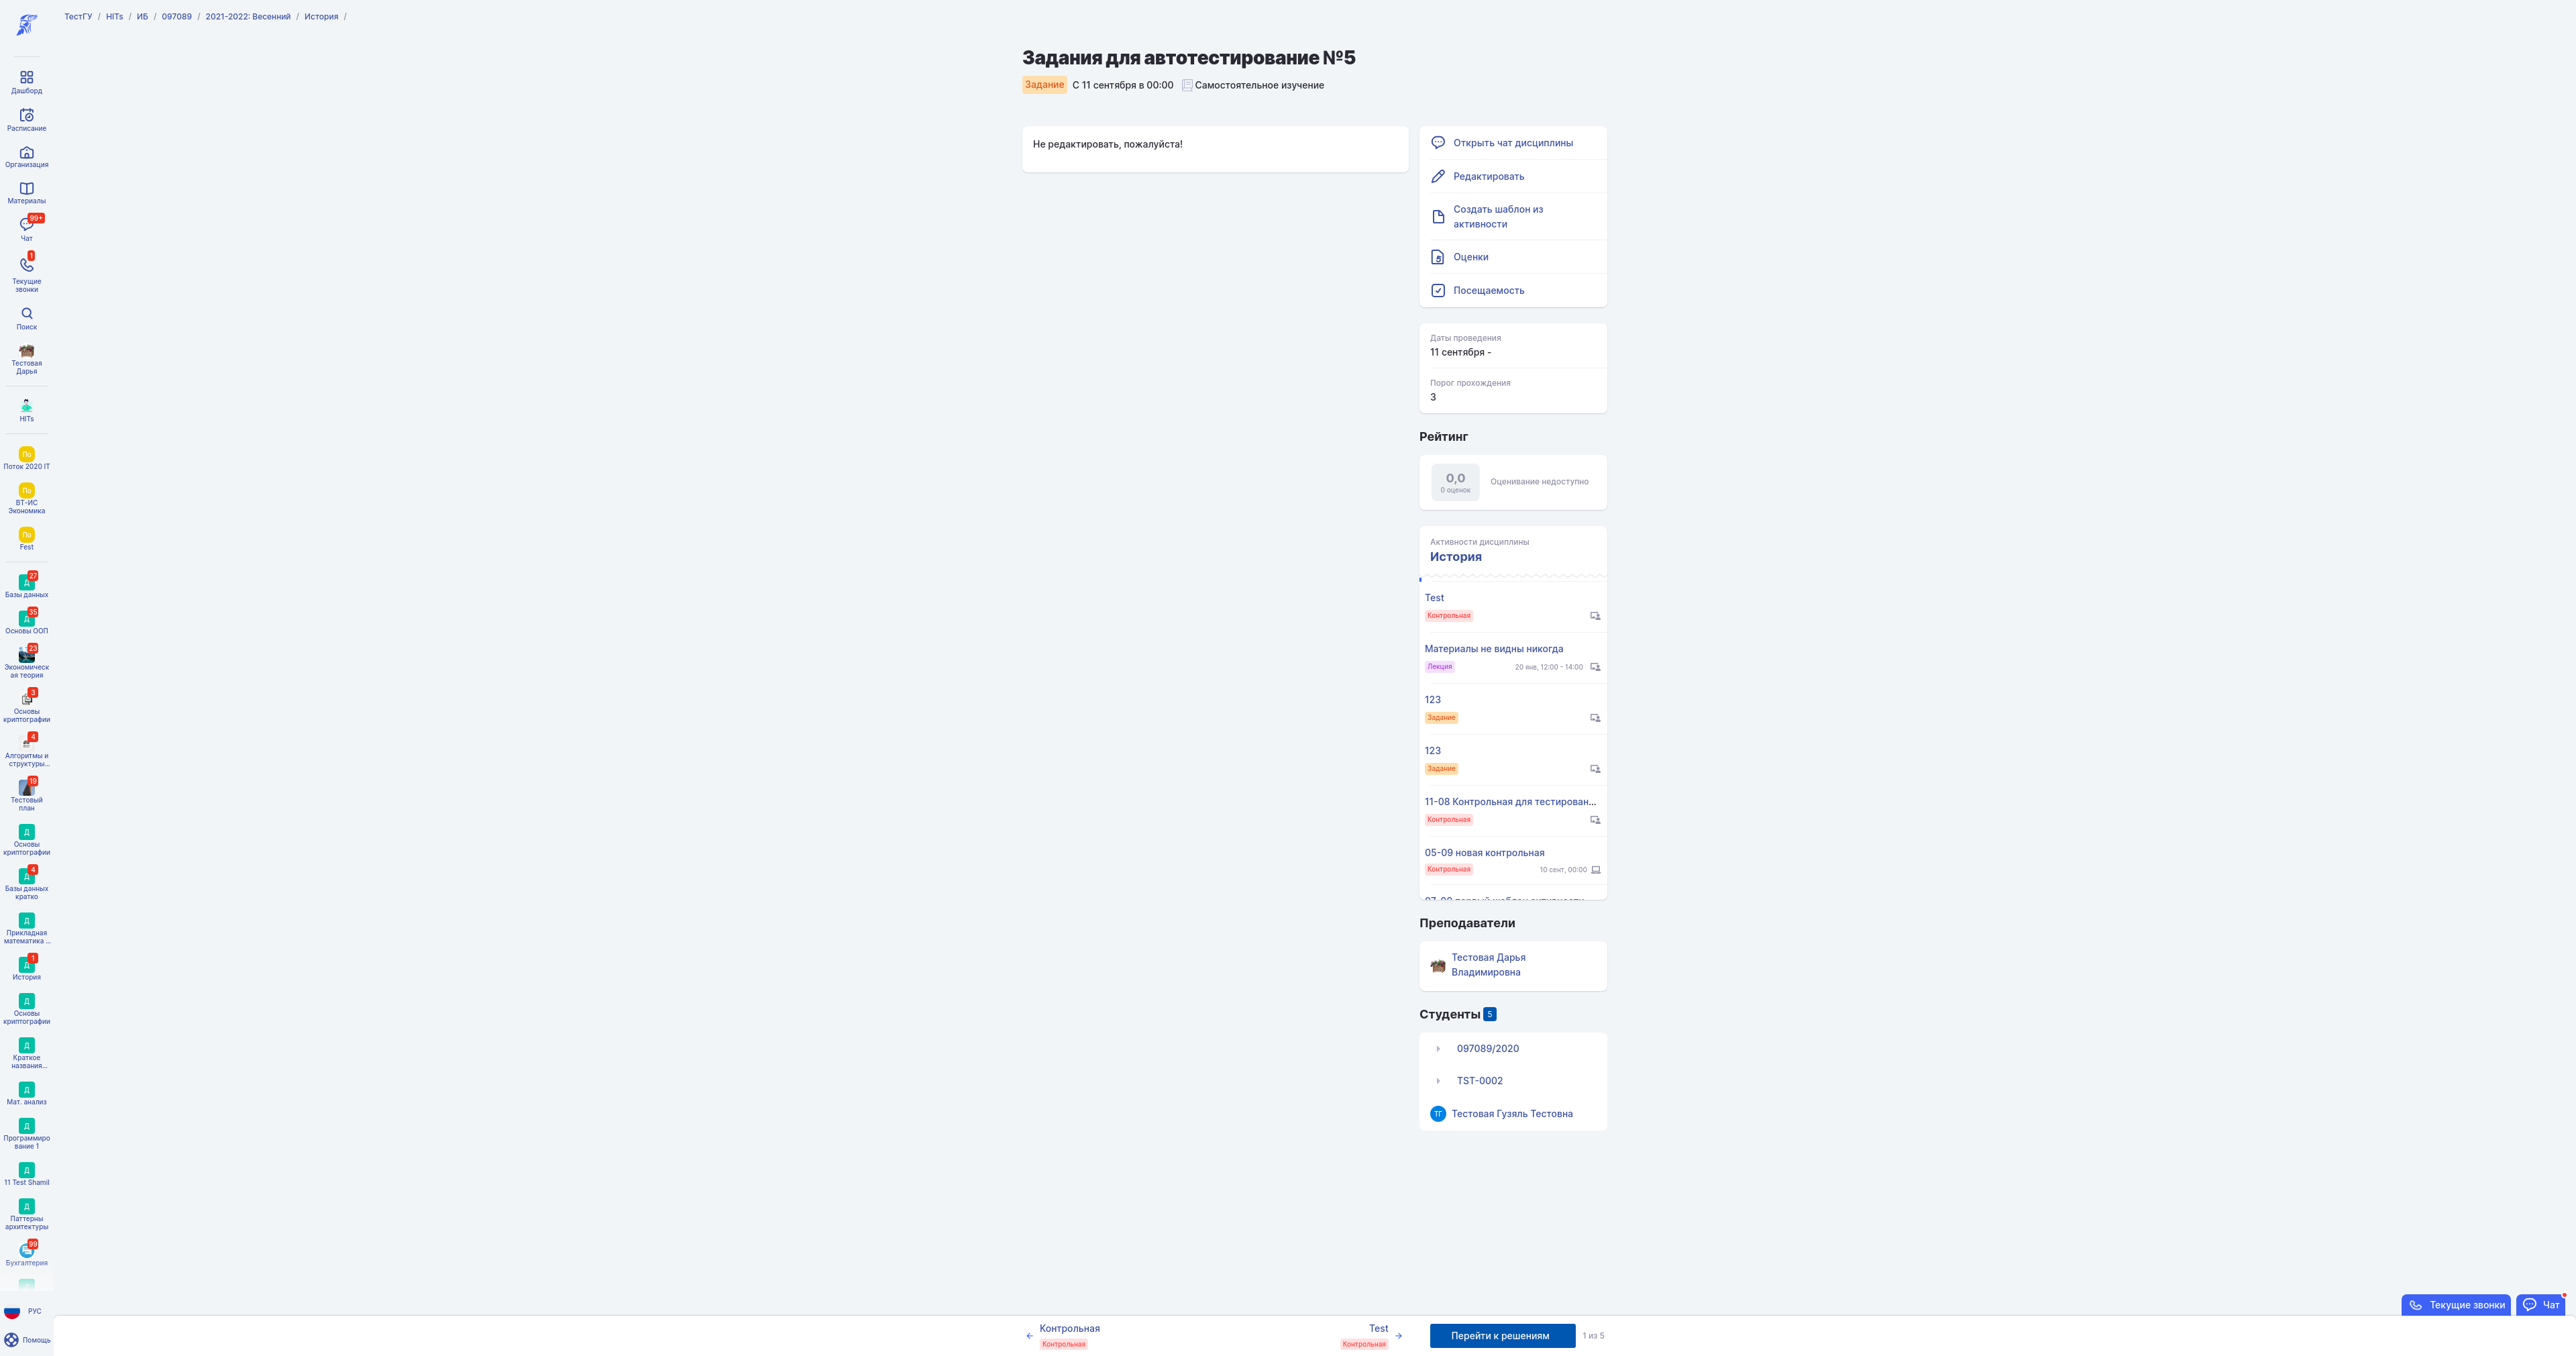 ТестГУ / HITs / ИБ / 097089 / 2021-2022: Весенний / История /
Дашборд
Расписание
Организация
Материалы
99+
Чат
1
Текущие
звонки
Поиск
Тестовая
Дарья
HITs
По
Поток 2020 IT
По
ВТ-ИС
Экономика
По
Fest
27
Д
Базы данных
35
Д
Основы ООП
23
Экономическ
ая теория
3
Основы
криптографии
4
Алгоритмы и
структуры...
19
Тестовый
план
Д
Основы
криптографии
4
Д
Базы данных
кратко
Д
Прикладная
математика ...
1
Д
История
Д
Основы
криптографии
Д
Краткое
названия...
Д
Мат. анализ
Д
Программиро
вание 1
Д
11 Test Shamil
Д
Паттерны
архитектуры
99
Бухгалтерия
РУС
Помощь
Задания для автотестирование №5
Задание С 11 сентября в 00:00 Самостоятельное изучение
Не редактировать, пожалуйста!
Открыть чат дисциплины
Редактировать
Создать шаблон из
активности
Оценки
Посещаемость
Даты проведения
11 сентября -
Порог прохождения
3
Рейтинг
0,0
0 оценок
Оценивание недоступно
Активности дисциплины
История
Test
Контрольная
Материалы не видны никогда
Лекция 20 янв, 12:00 - 14:00
123
Задание
123
Задание
11-08 Контрольная для тестирован...
Контрольная
05-09 новая контрольная
Контрольная 10 сент, 00:00
Преподаватели
Тестовая Дарья
Владимировна
Студенты 5
097089/2020
TST-0002
ТГ Тестовая Гузяль Тестовна
Текущие звонки
Чат
Контрольная
Контрольная
Test
Контрольная
Перейти к решениям
1 из 5